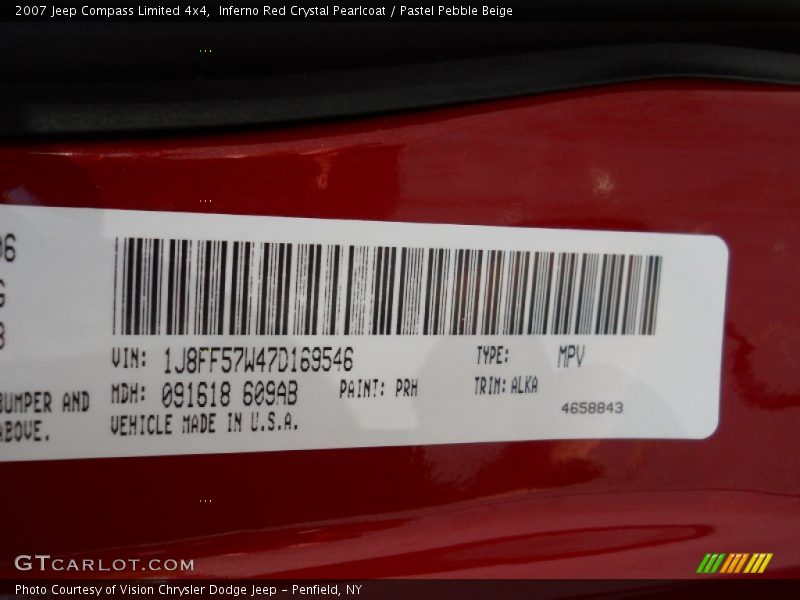 2007 Jeep Compass Limited 4x4,  Inferno Red Crystal Pearlcoat / Pastel Pebble Beige
VIN: 1J8FF57W47D169546 TYPE: MPV
MDH: 091618 609AB PAINT: PRH TRIM: ALKA
BUMPER AND
4658843
VEHICLE MADE IN U.S.A.
ABOVE.
GTCARLOT.COM
Photo Courtesy of Vision Chrysler Dodge Jeep – Penfield, NY